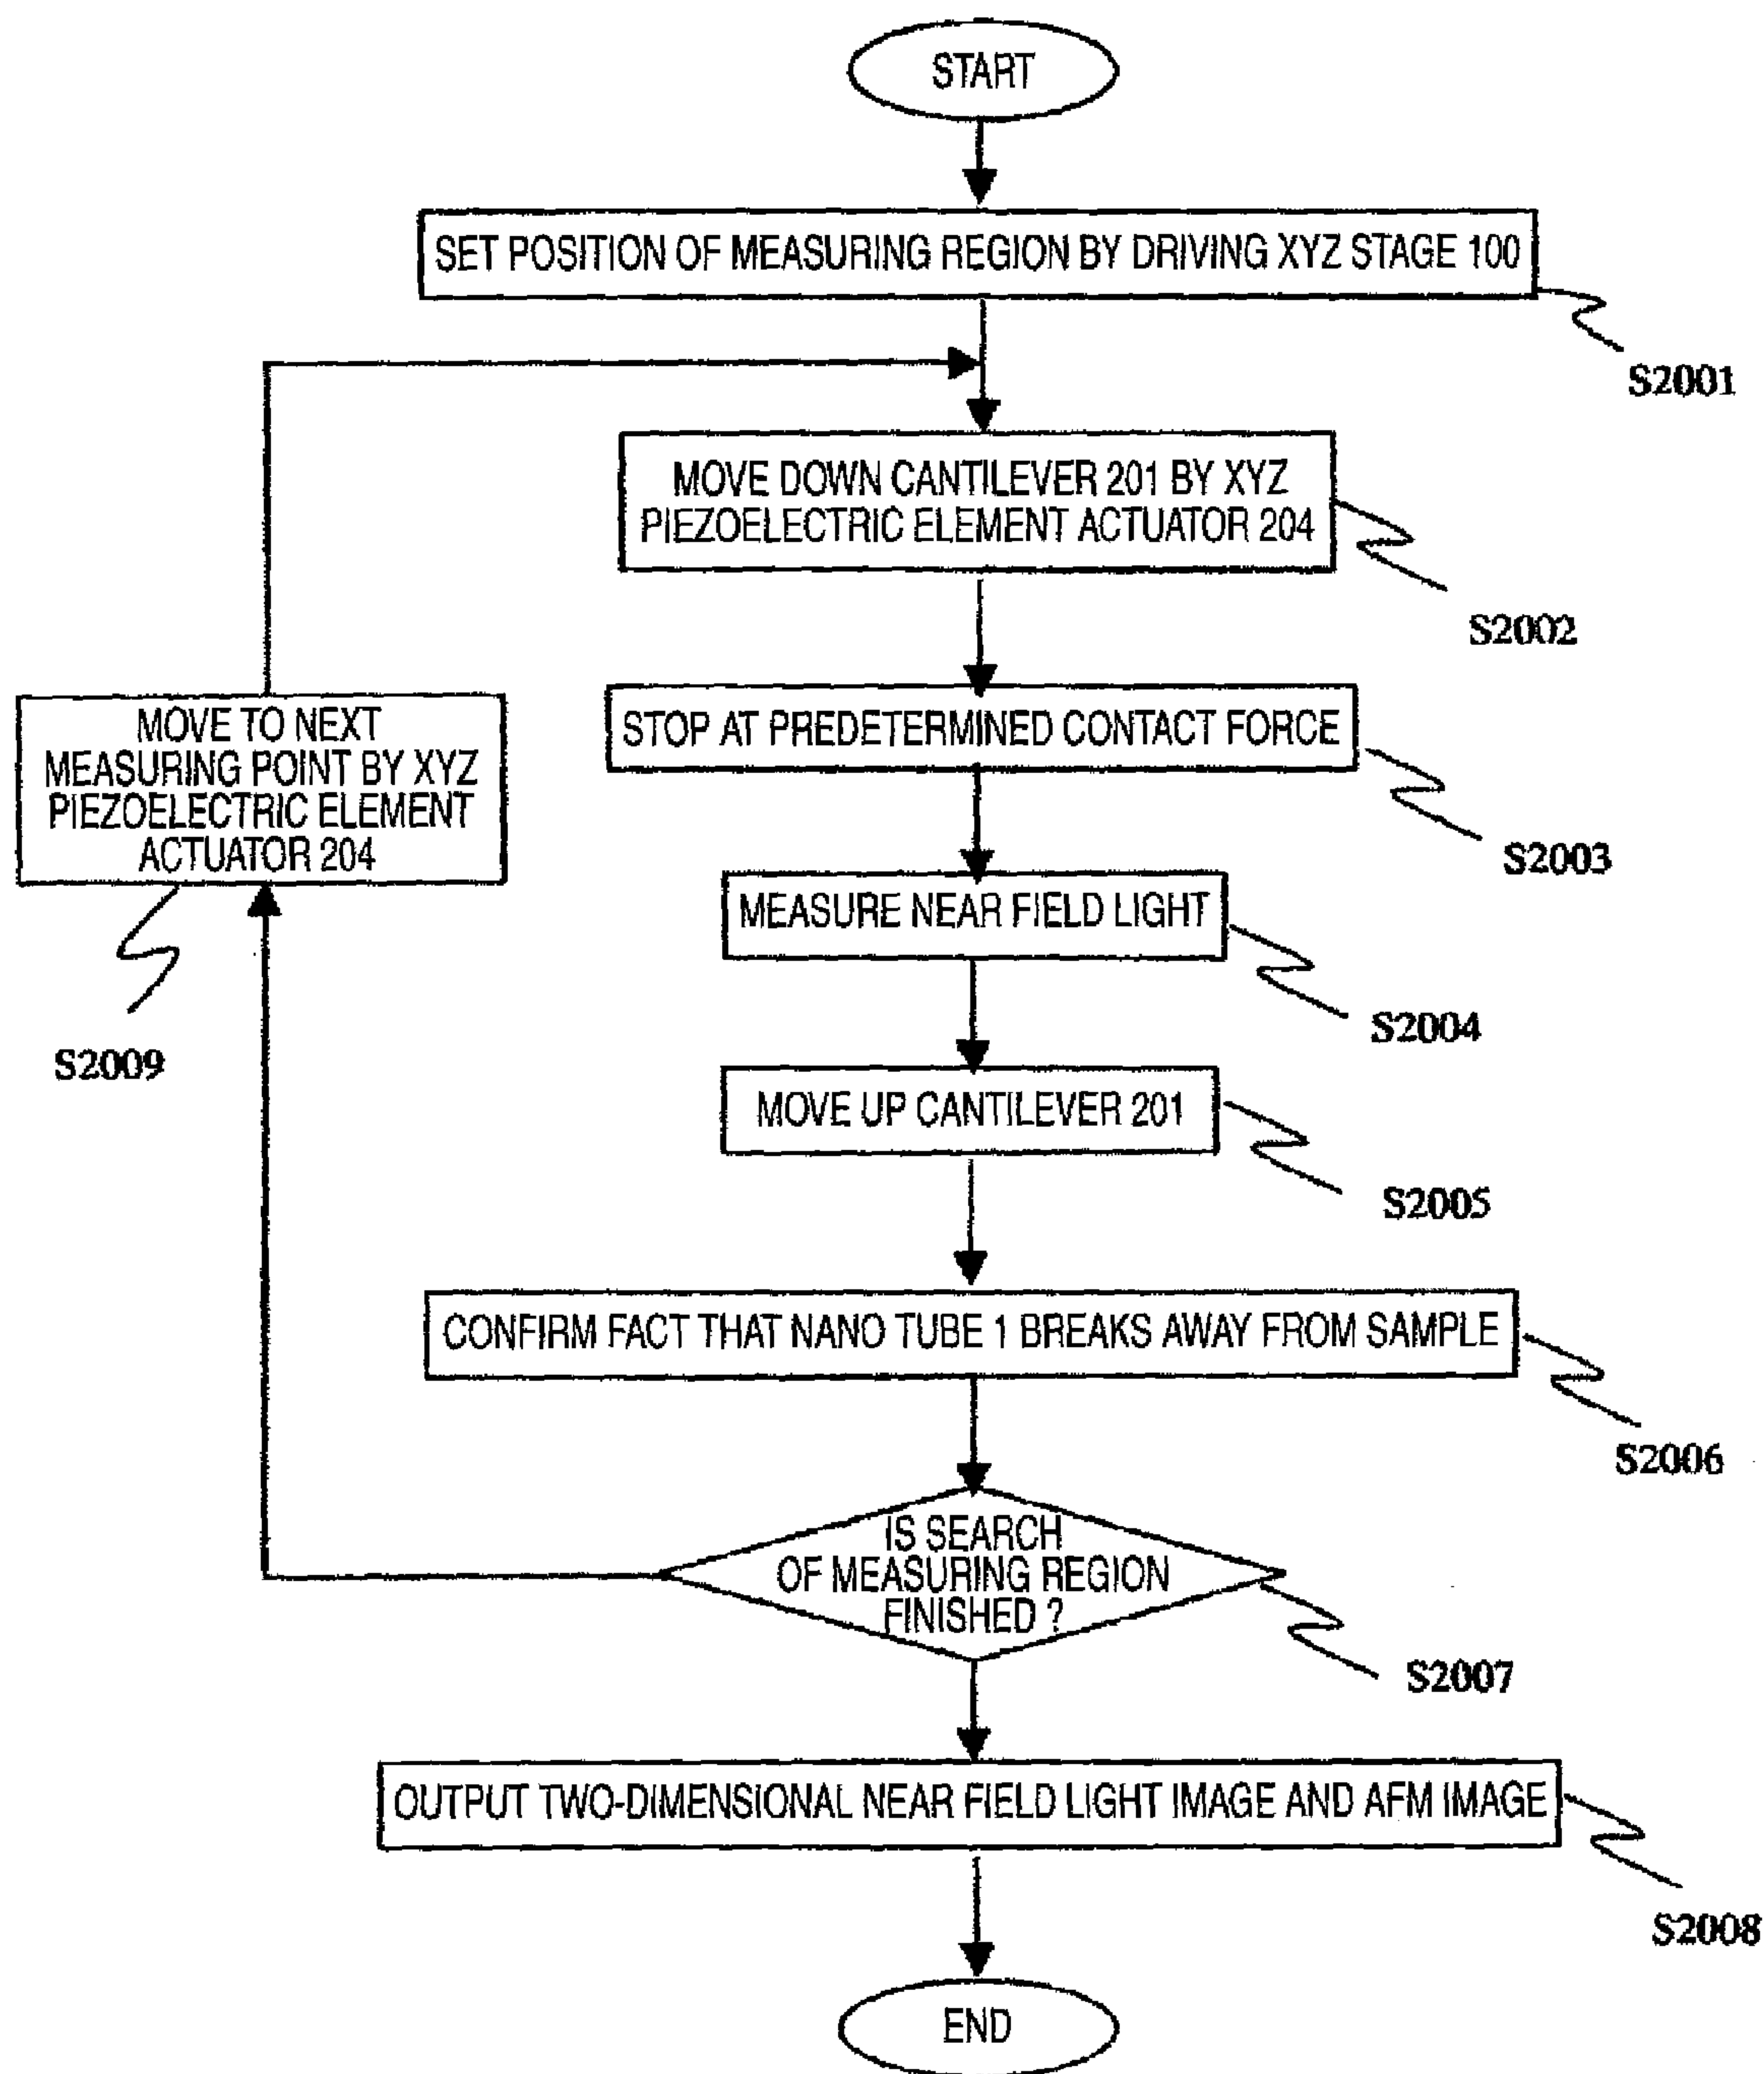 START
SET POSITION OF MEASURING REGION BY DRIVING XYZ STAGE 100
S2001
MOVE DOWN CANTILEVER 201 BY XYZ
PIEZOELECTRIC ELEMENT ACTUATOR 204
S2002
STOP AT PREDETERMINED CONTACT FORCE
S2003
MEASURE NEAR FIELD LIGHT
S2004
MOVE UP CANTILEVER 201
S2005
CONFIRM FACT THAT NANO TUBE 1 BREAKS AWAY FROM SAMPLE
S2006
IS SEARCH
OF MEASURING REGION
FINISHED ?
S2007
MOVE TO NEXT
MEASURING POINT BY XYZ
PIEZOELECTRIC ELEMENT
ACTUATOR 204
S2009
OUTPUT TWO-DIMENSIONAL NEAR FIELD LIGHT IMAGE AND AFM IMAGE
S2008
END